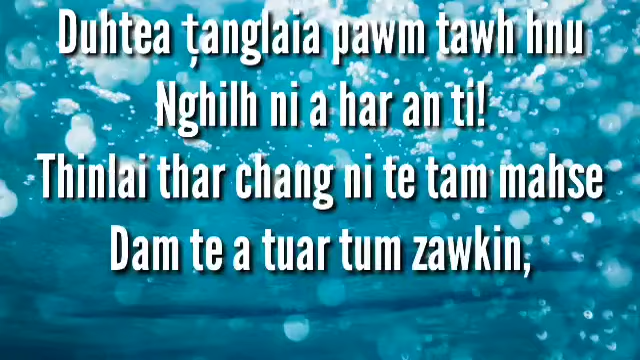 Duhtea ṭanglaia pawm tawh hnu
Nghilh ni a har an ti!
Thinlai thar chang ni te tam mahse
Dam te a tuar tum zawkin,